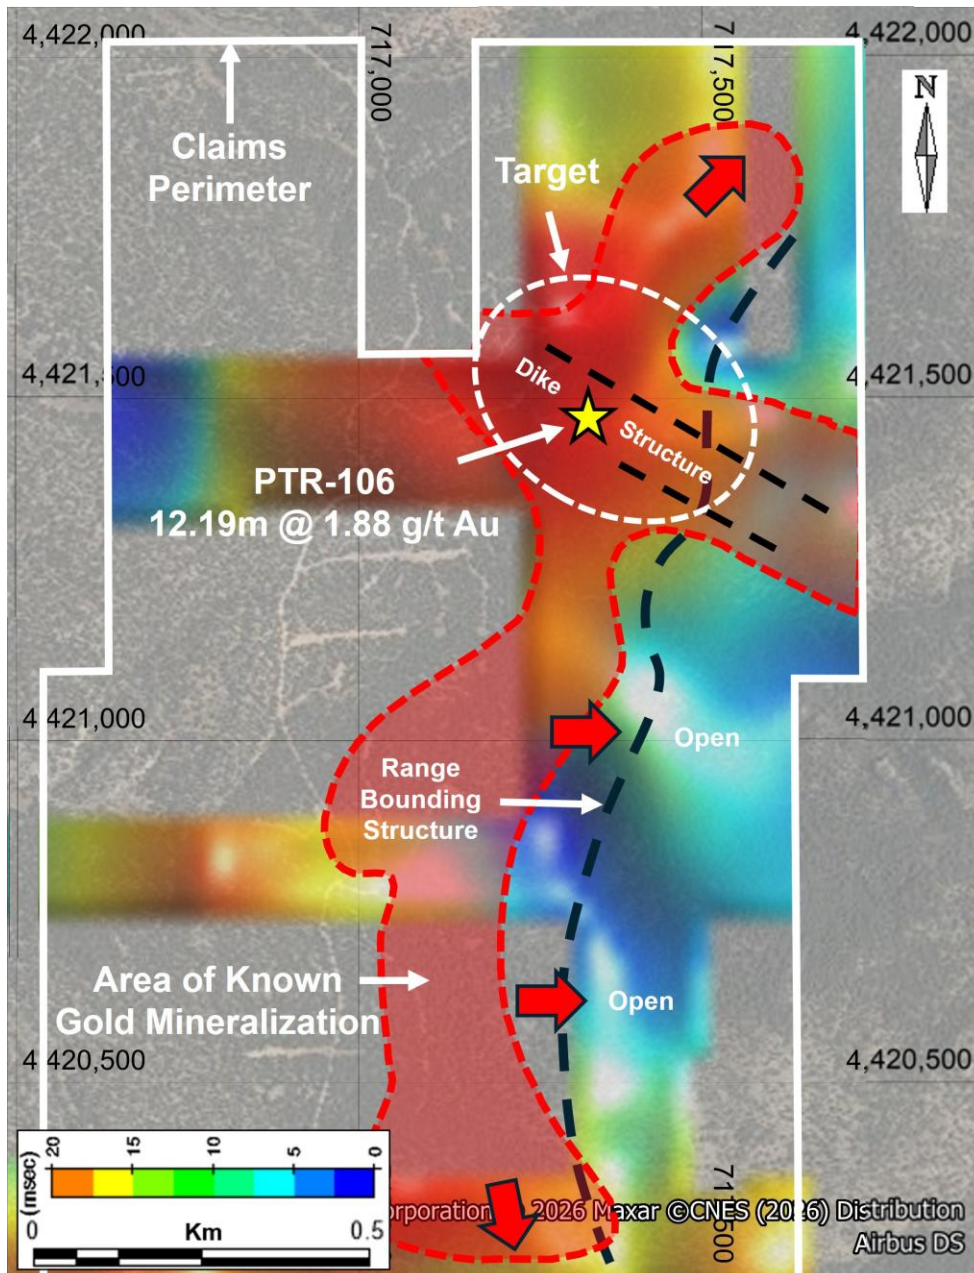 4,422,000
4,422,000
717,000
717,500
N
Claims
Perimeter
Target
4,421,500
4,421,500
Dike
Structure
PTR-106
12.19m @ 1.88 g/t Au
4,421,000
4,421,000
Open
Range
Bounding
Structure
Area of Known
Gold Mineralization
Open
4,420,500
4,420,500
20 15 10 5 0
(msec)
0 Km 0.5
orporation 2026 Maxar ©CNES (2026) Distribution
Airbus DS